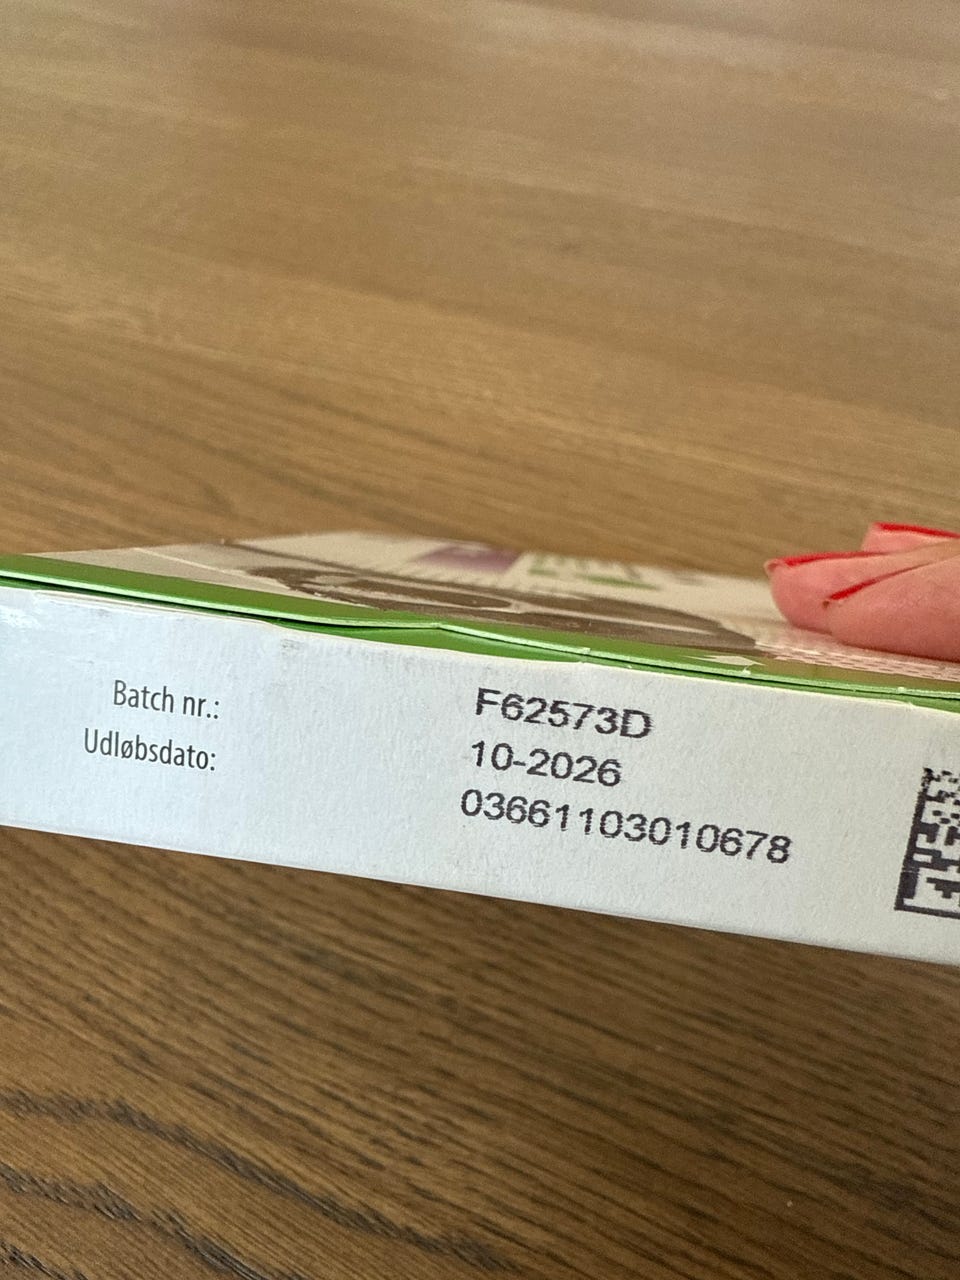 Batch nr.:
Udløbsdato:
F62573D
10-2026
03661103010678